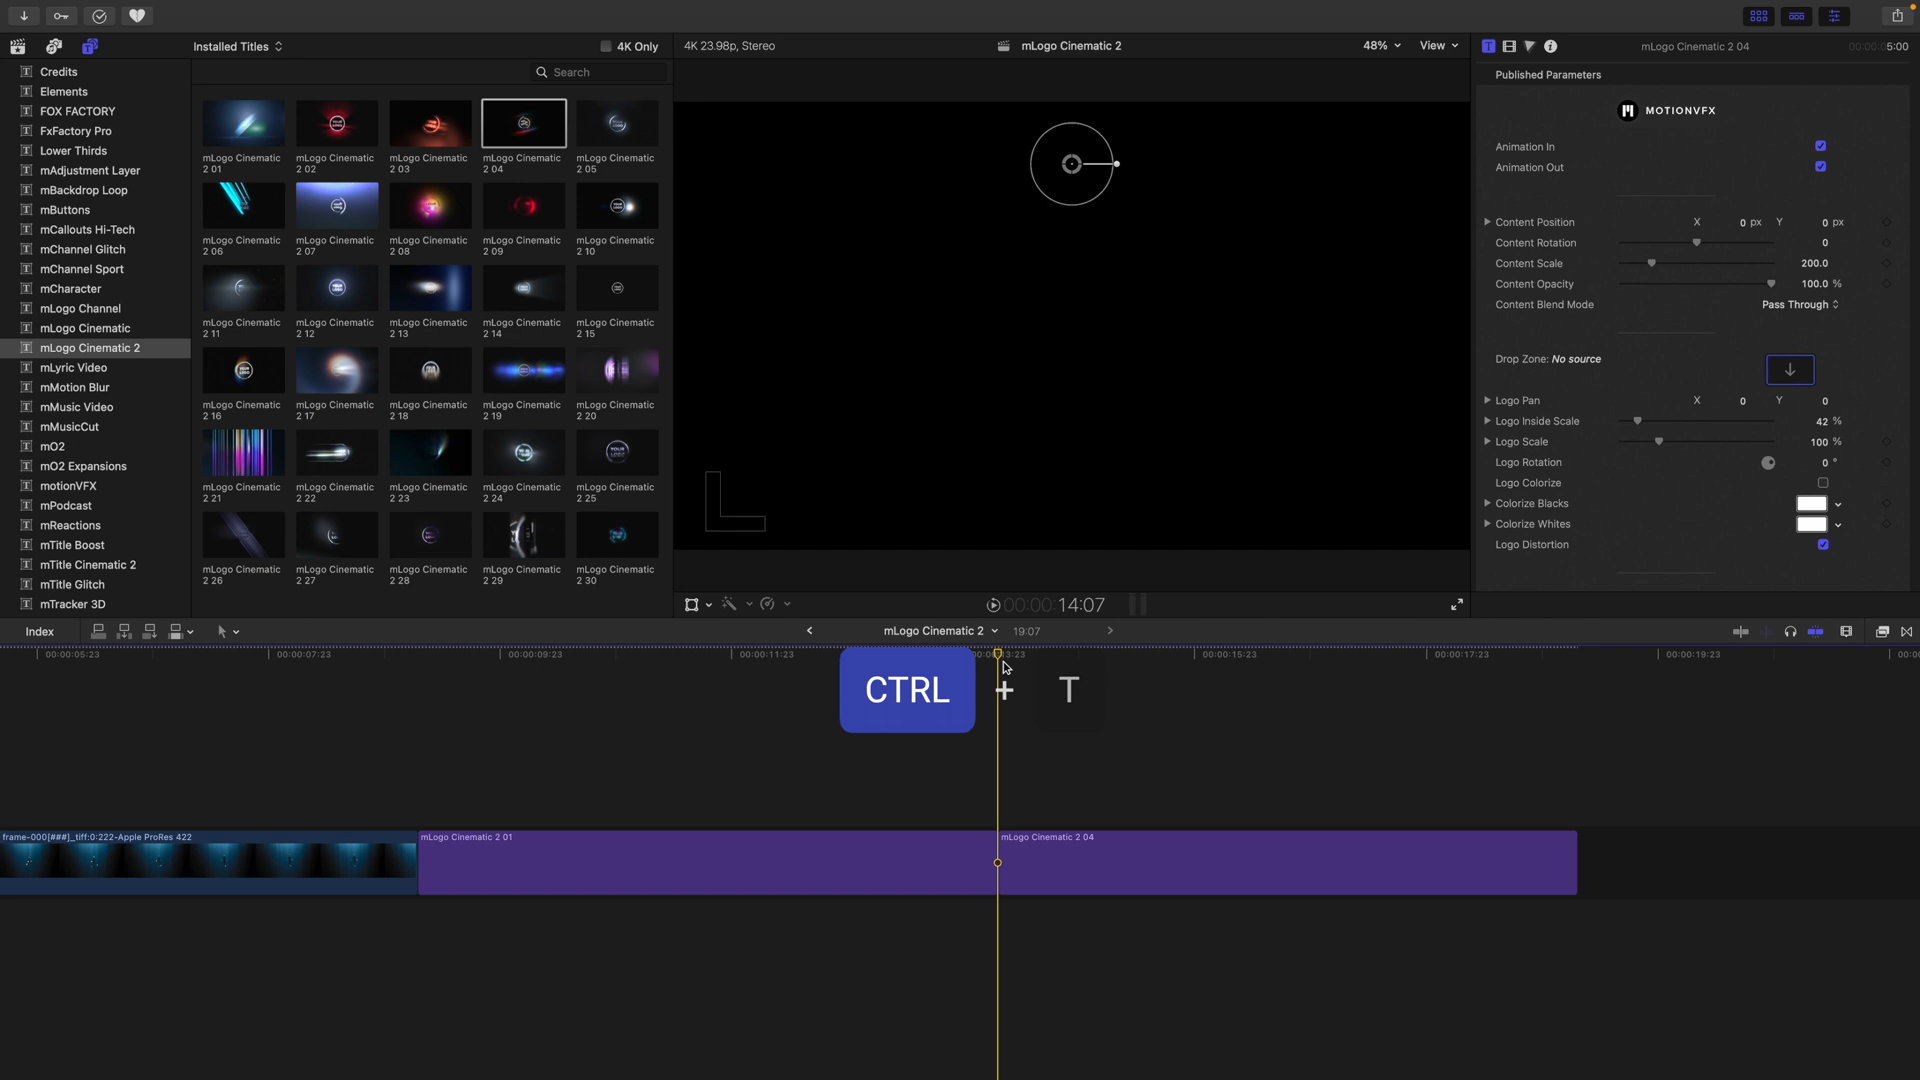 Installed Titles
4K Only
4K 23.98p, Stereo
mLogo Cinematic 2
48%
View
mLogo Cinematic 2 04
00:00:05:00
Search
Credits
Elements
FOX FACTORY
FxFactory Pro
Lower Thirds
mAdjustment Layer
mBackdrop Loop
mButtons
mCallouts Hi-Tech
mChannel Glitch
mChannel Sport
mCharacter
mLogo Channel
mLogo Cinematic
mLogo Cinematic 2
mLyric Video
mMotion Blur
mMusic Video
mMusicCut
mO2
mO2 Expansions
motionVFX
mPodcast
mReactions
mTitle Boost
mTitle Cinematic 2
mTitle Glitch
mTracker 3D
mLogo Cinematic
2 01
mLogo Cinematic
2 02
mLogo Cinematic
2 03
mLogo Cinematic
2 04
mLogo Cinematic
2 05
mLogo Cinematic
2 06
mLogo Cinematic
2 07
mLogo Cinematic
2 08
mLogo Cinematic
2 09
mLogo Cinematic
2 10
mLogo Cinematic
2 11
mLogo Cinematic
2 12
mLogo Cinematic
2 13
mLogo Cinematic
2 14
mLogo Cinematic
2 15
mLogo Cinematic
2 16
mLogo Cinematic
2 17
mLogo Cinematic
2 18
mLogo Cinematic
2 19
mLogo Cinematic
2 20
mLogo Cinematic
2 21
mLogo Cinematic
2 22
mLogo Cinematic
2 23
mLogo Cinematic
2 24
mLogo Cinematic
2 25
mLogo Cinematic
2 26
mLogo Cinematic
2 27
mLogo Cinematic
2 28
mLogo Cinematic
2 29
mLogo Cinematic
2 30
Published Parameters
MOTIONVFX
Animation In
Animation Out
Content Position X 0 px Y 0 px
Content Rotation 0
Content Scale 200.0
Content Opacity 100.0 %
Content Blend Mode Pass Through
Drop Zone: No source
Logo Pan X 0 Y 0
Logo Inside Scale 42 %
Logo Scale 100 %
Logo Rotation 0 °
Logo Colorize
Colorize Blacks
Colorize Whites
Logo Distortion
00:00:14:07
Index
mLogo Cinematic 2
19:07
00:00:05:23
00:00:07:23
00:00:09:23
00:00:11:23
00:00:13:23
00:00:15:23
00:00:17:23
00:00:19:23
CTRL + T
frame-000[###]_tiff:0:222-Apple ProRes 422
mLogo Cinematic 2 01
mLogo Cinematic 2 04